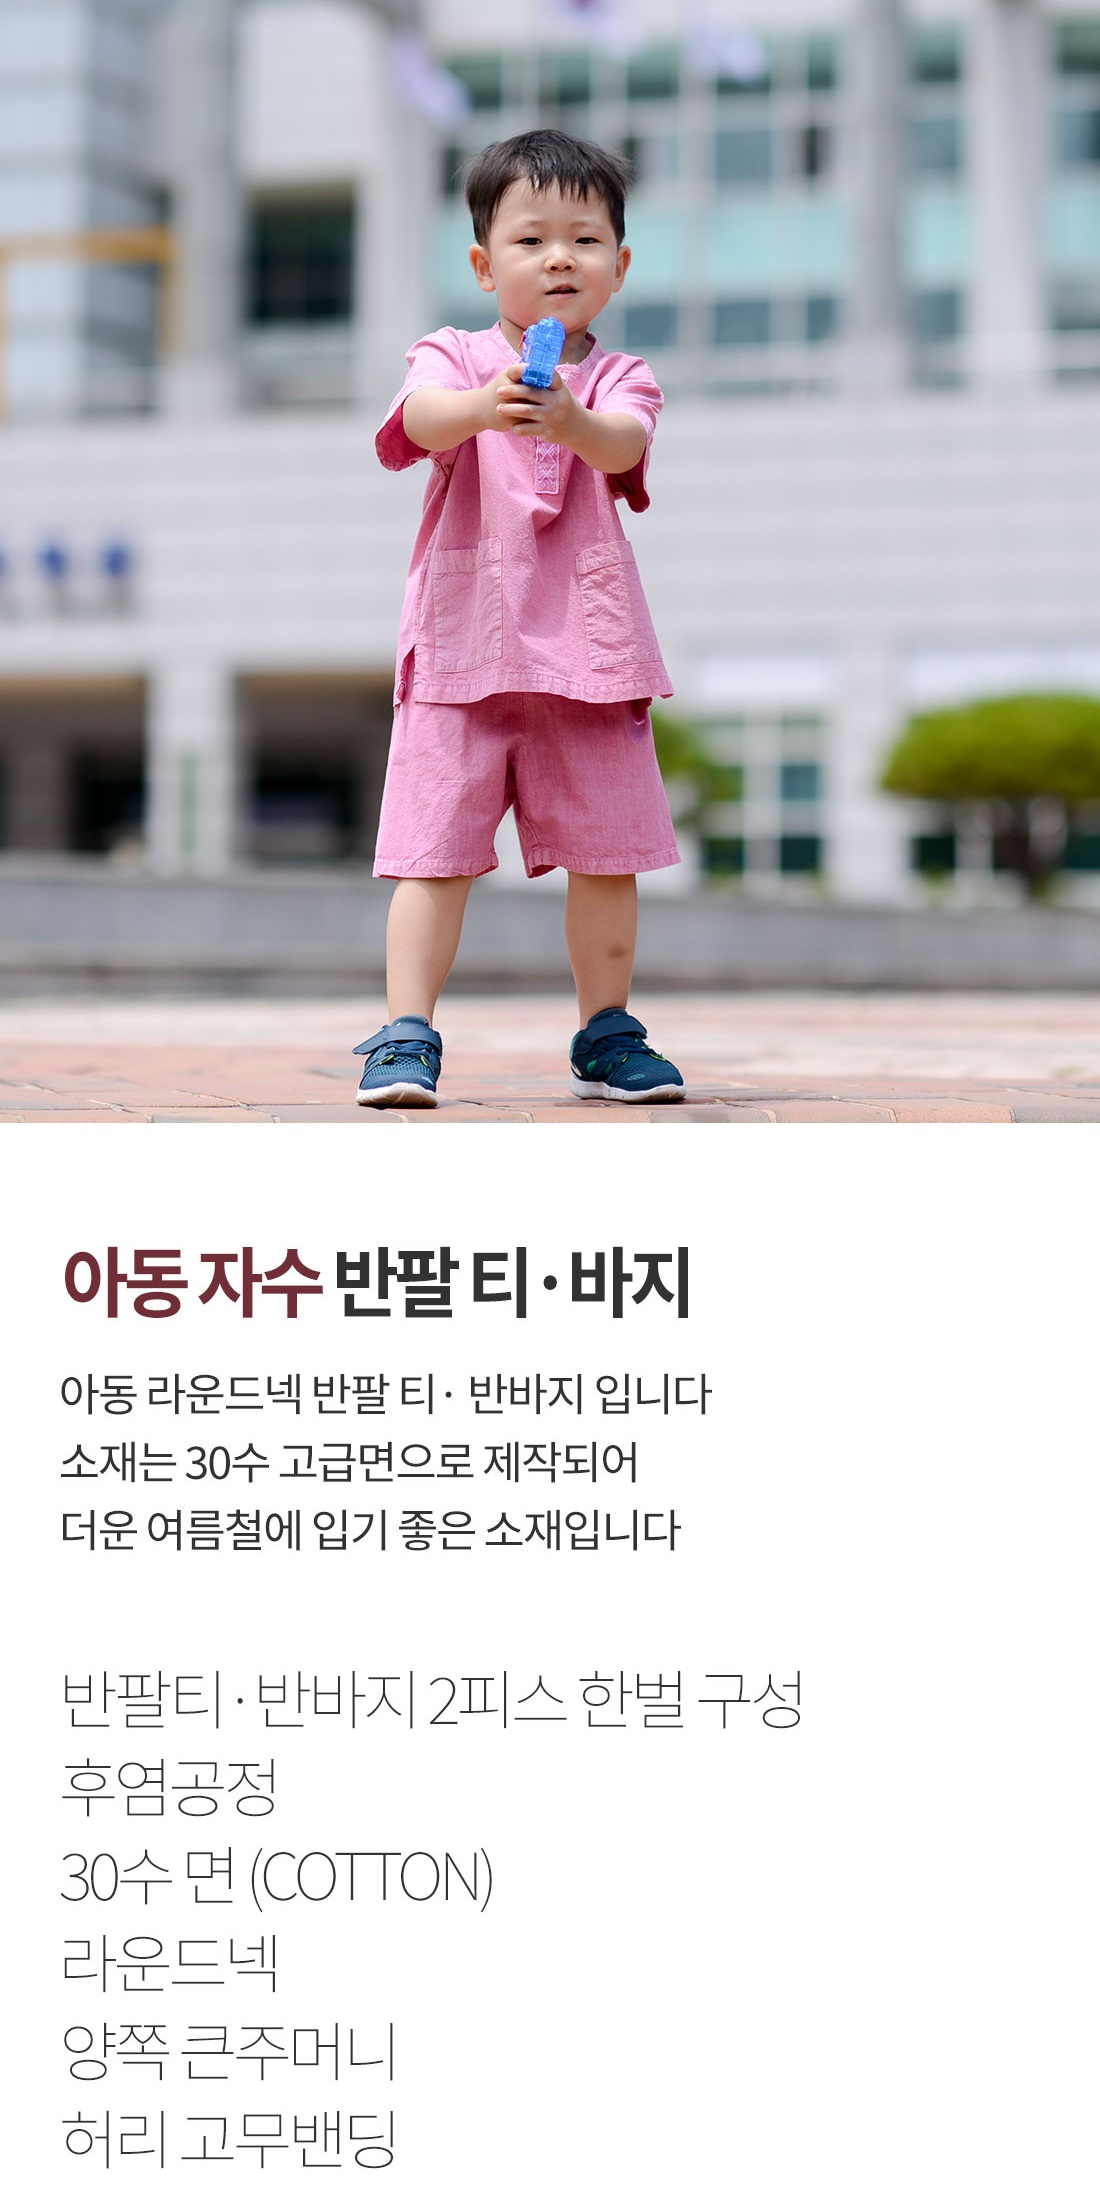 아동 자수 반팔 티·바지
아동 라운드넥 반팔 티· 반바지 입니다
소재는 30수 고급면으로 제작되어
더운 여름철에 입기 좋은 소재입니다
반팔티·반바지 2피스 한벌 구성
후염공정
30수 면 (COTTON)
라운드넥
양쪽 큰주머니
허리 고무밴딩